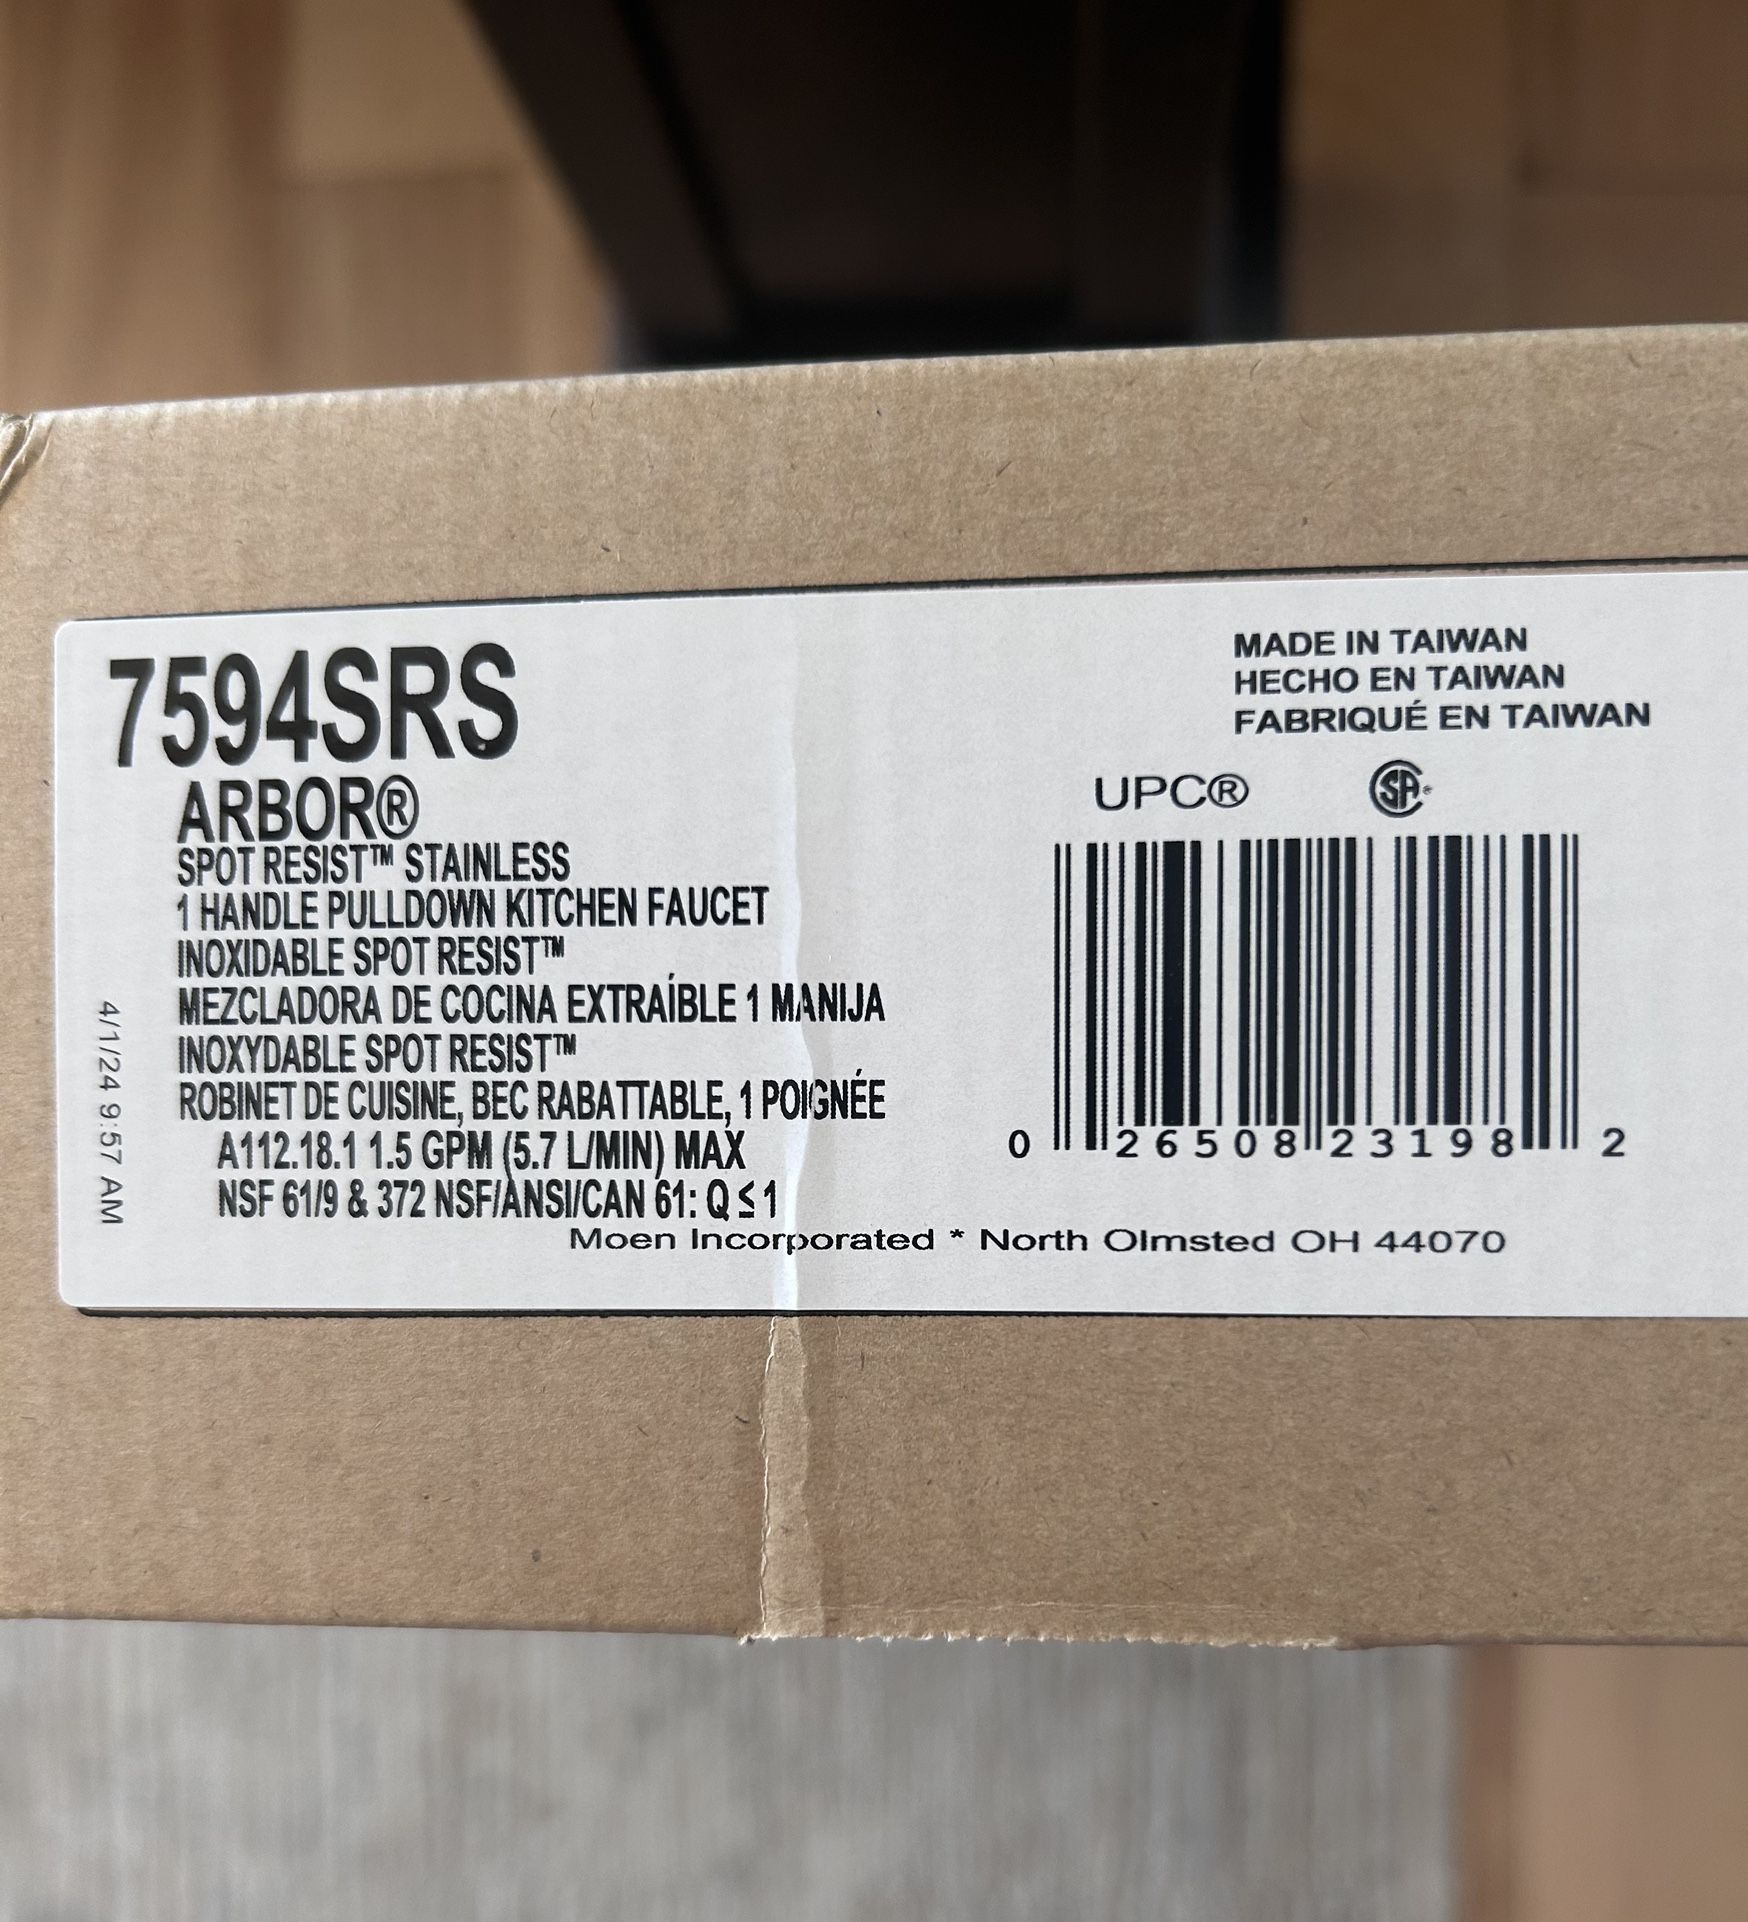 7594SRS
ARBOR®
SPOT RESIST™ STAINLESS
1 HANDLE PULLDOWN KITCHEN FAUCET
INOXIDABLE SPOT RESIST™
MEZCLADORA DE COCINA EXTRAÍBLE 1 MANIJA
INOXYDABLE SPOT RESIST™
ROBINET DE CUISINE, BEC RABATTABLE, 1 POIGNÉE
A112.18.1 1.5 GPM (5.7 L/MIN) MAX
NSF 61/9 & 372 NSF/ANSI/CAN 61: Q ≤ 1
4/1/24 9:57 AM
MADE IN TAIWAN
HECHO EN TAIWAN
FABRIQUÉ EN TAIWAN
UPC® SA®
0 26508 23198 2
Moen Incorporated * North Olmsted OH 44070